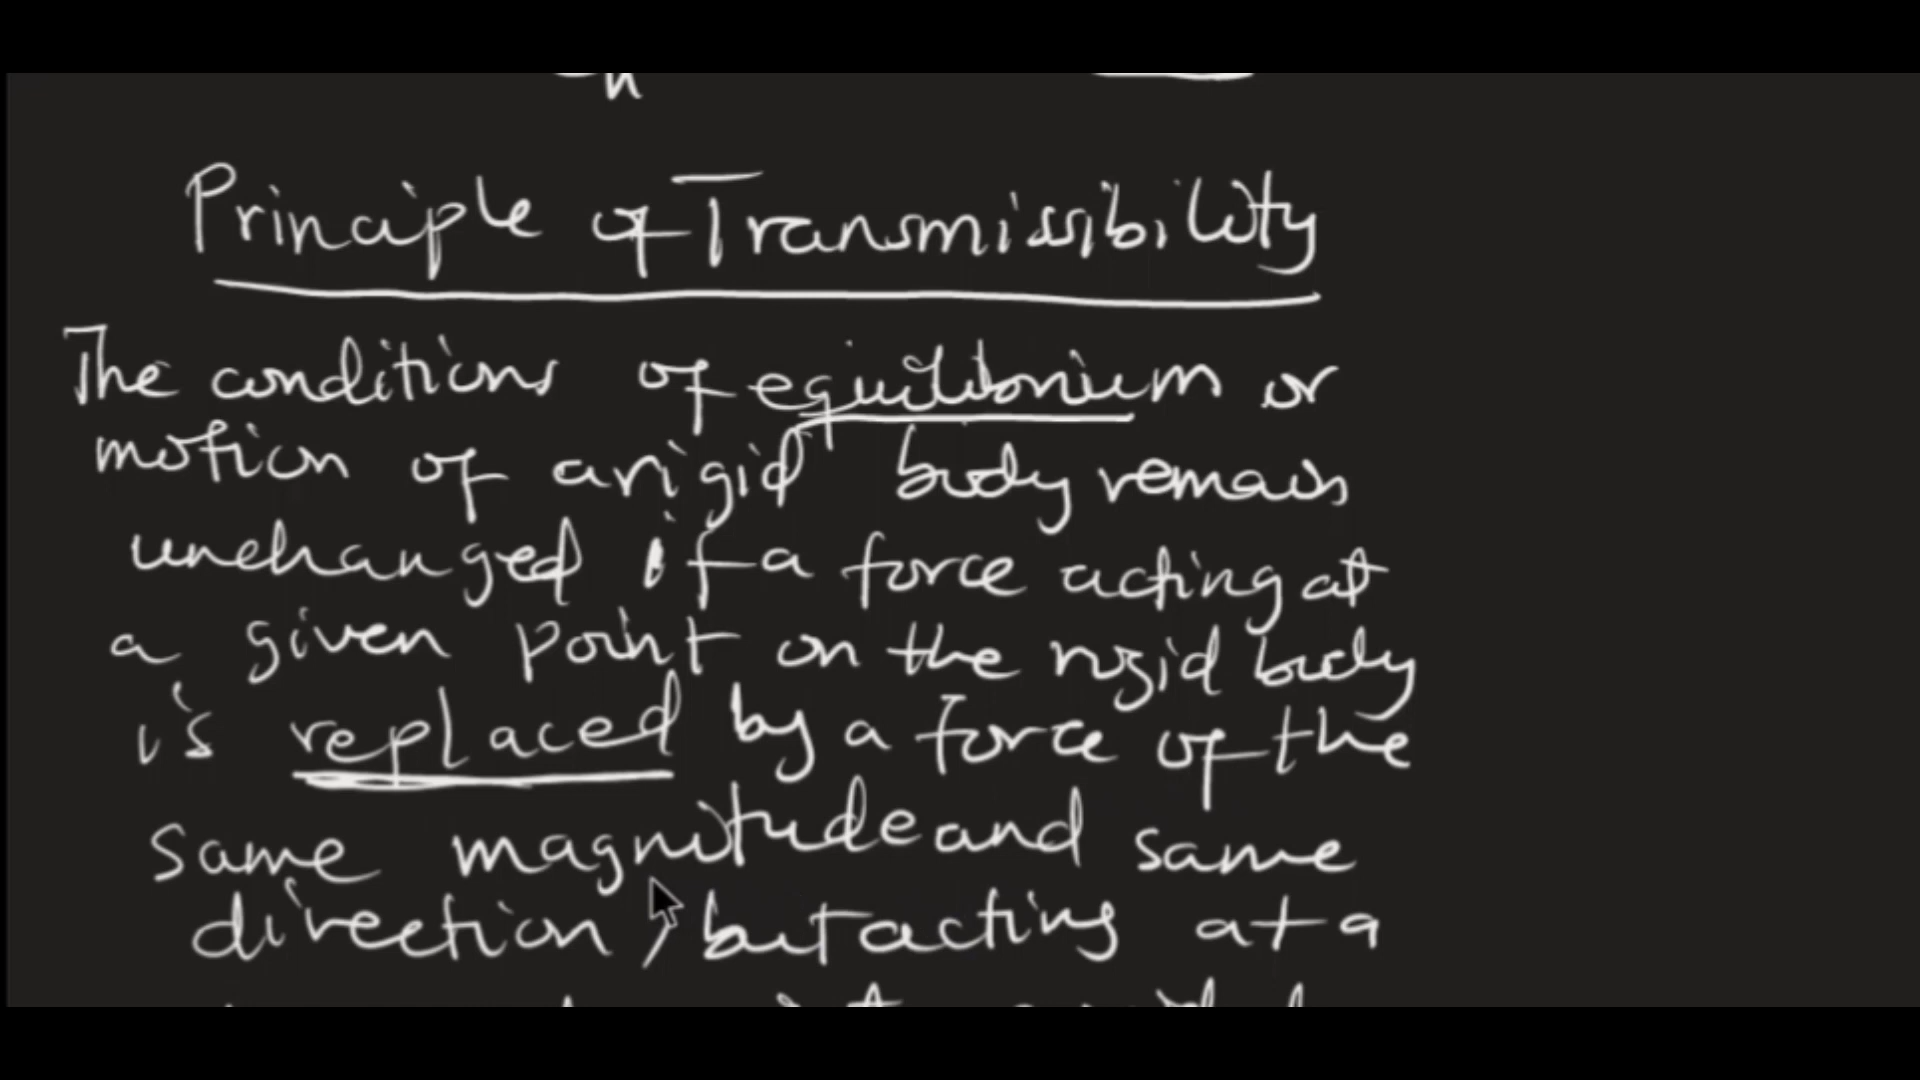 Principle of Transmissibility
The conditions of equilibrium or
motion of a rigid body remain
unchanged if a force acting at
a given point on the rigid body
is replaced by a force of the
same magnitude and same
direction, but acting at a